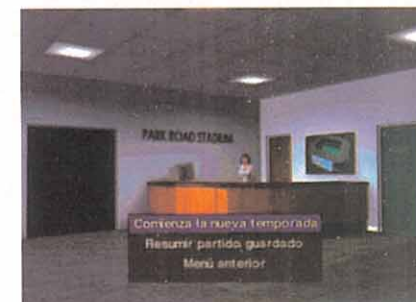 PARK ROAD STADIUM
Comienza la nueva temporada
Resumir partido guardado
Menú anterior